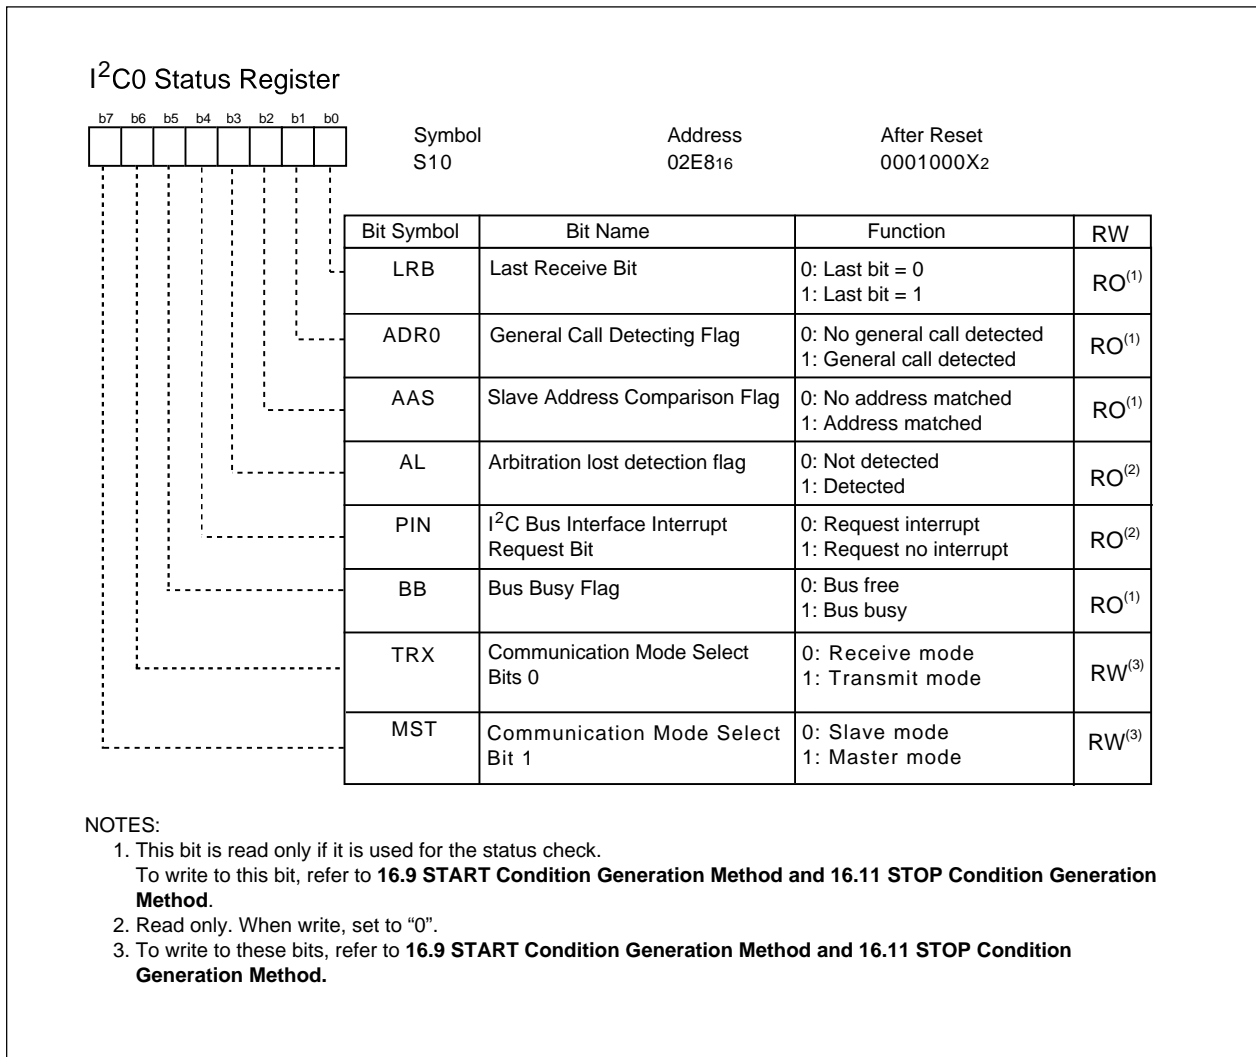 I2C0 Status Register
b7 b6 b5 b4 b3 b2 b1 b0
Symbol Address After Reset
S10 02E816 0001000X2
Bit Symbol Bit Name Function RW
LRB Last Receive Bit 0: Last bit = 0
1: Last bit = 1 RO(1)
ADR0 General Call Detecting Flag 0: No general call detected
1: General call detected RO(1)
AAS Slave Address Comparison Flag 0: No address matched
1: Address matched RO(1)
AL Arbitration lost detection flag 0: Not detected
1: Detected RO(2)
PIN I2C Bus Interface Interrupt 0: Request interrupt
Request Bit 1: Request no interrupt RO(2)
BB Bus Busy Flag 0: Bus free
1: Bus busy RO(1)
TRX Communication Mode Select 0: Receive mode
Bits 0 1: Transmit mode RW(3)
MST Communication Mode Select 0: Slave mode
Bit 1 1: Master mode RW(3)
NOTES:
1. This bit is read only if it is used for the status check.
To write to this bit, refer to 16.9 START Condition Generation Method and 16.11 STOP Condition Generation
Method.
2. Read only. When write, set to “0”.
3. To write to these bits, refer to 16.9 START Condition Generation Method and 16.11 STOP Condition
Generation Method.